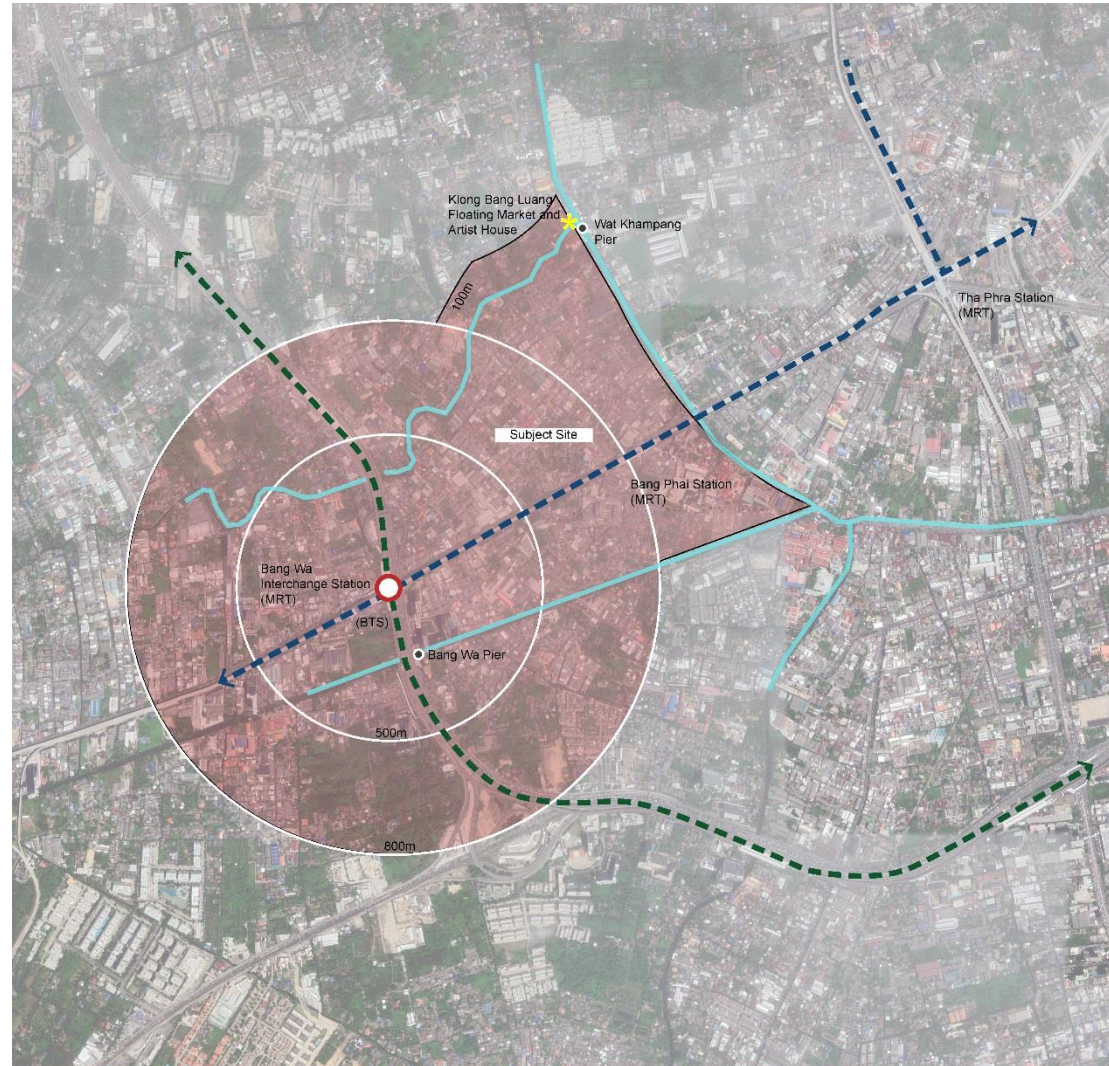 Klong Bang Luang
Floating Market and
Artist House
Wat Khampang
Pier
100m
Tha Phra Station
(MRT)
Subject Site
Bang Phai Station
(MRT)
Bang Wa
Interchange Station
(MRT)
(BTS)
Bang Wa Pier
500m
800m